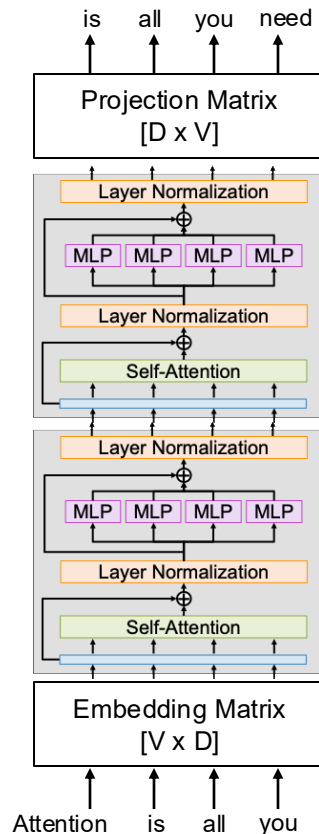 is all you need
Projection Matrix
[D x V]
Layer Normalization
MLP MLP MLP MLP
Layer Normalization
Self-Attention
Layer Normalization
MLP MLP MLP MLP
Layer Normalization
Self-Attention
Embedding Matrix
[V x D]
Attention is all you